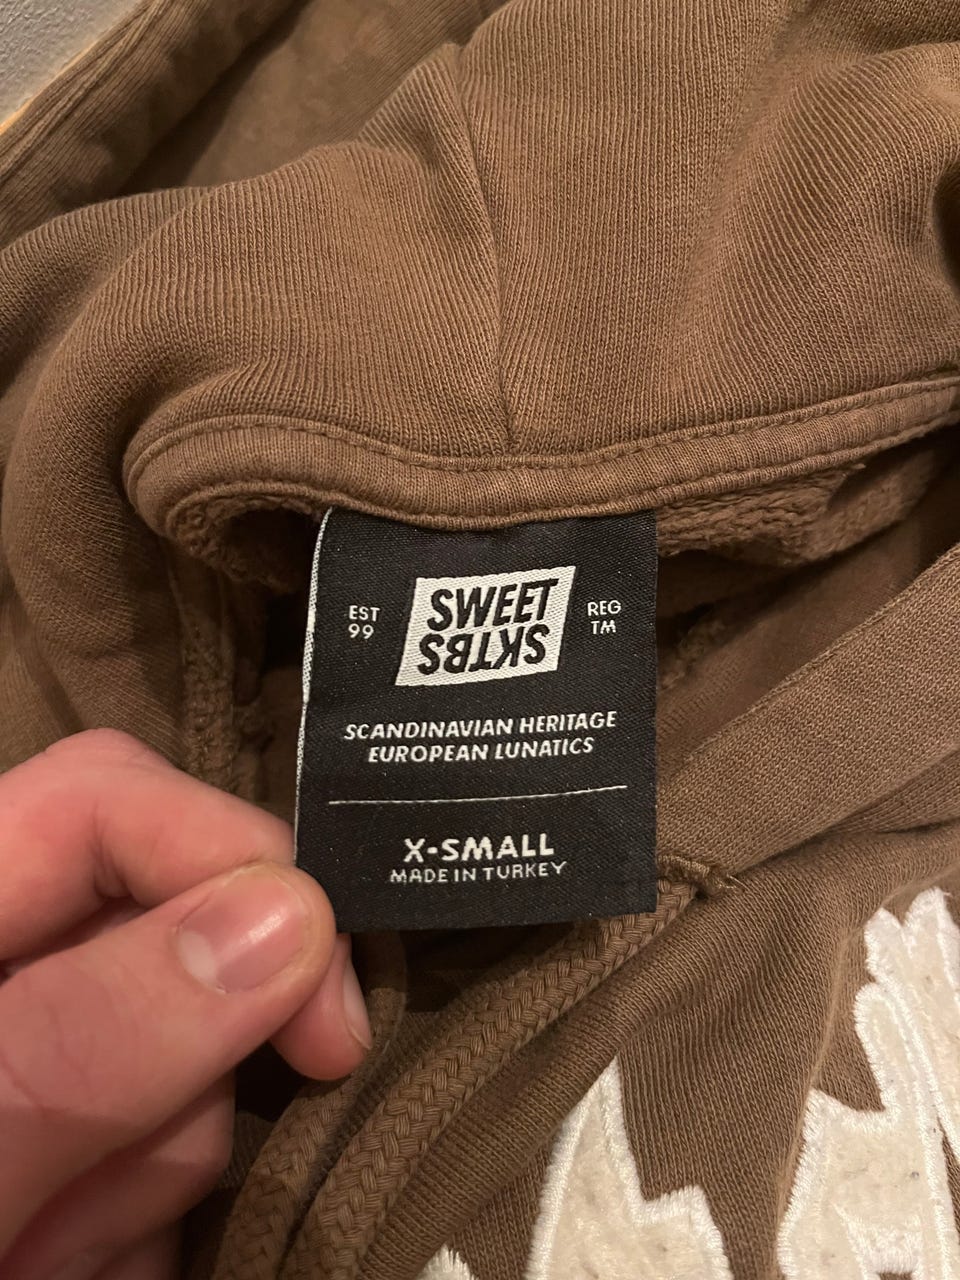 EST
99
SWEET
SKTBS
REG
TM
SCANDINAVIAN HERITAGE
EUROPEAN LUNATICS
X-SMALL
MADE IN TURKEY